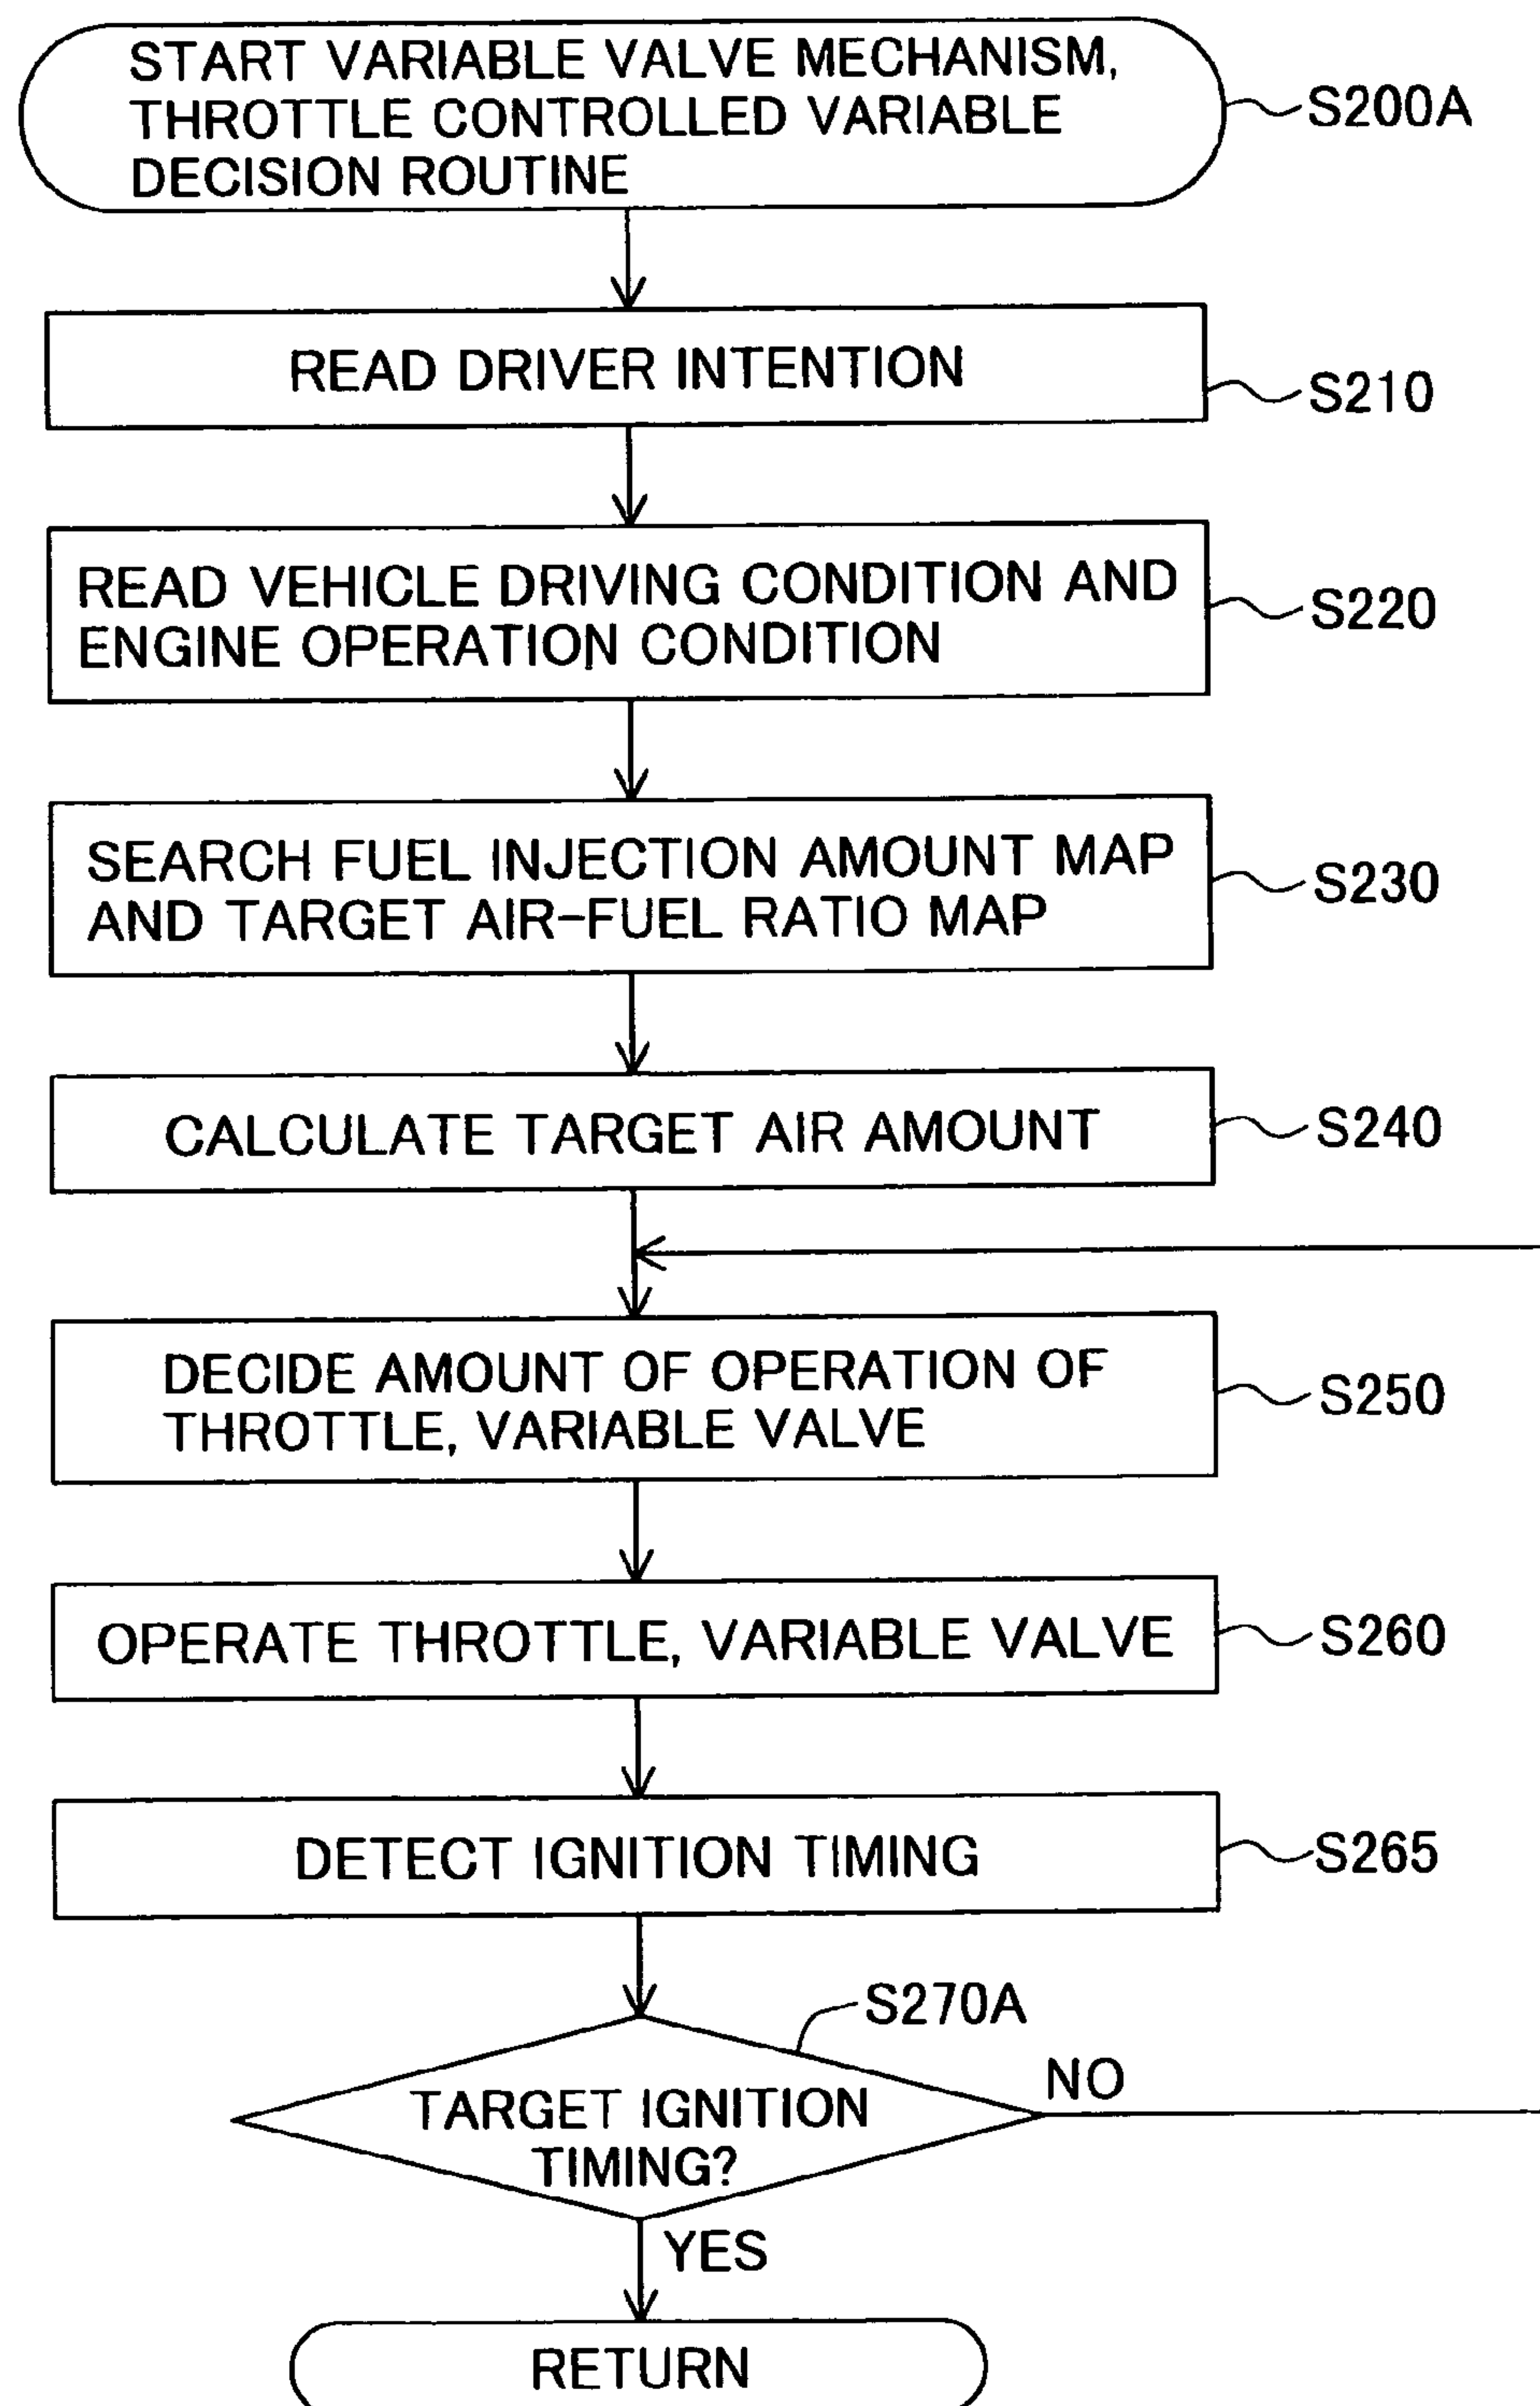 START VARIABLE VALVE MECHANISM,
THROTTLE CONTROLLED VARIABLE
DECISION ROUTINE
S200A
READ DRIVER INTENTION
S210
READ VEHICLE DRIVING CONDITION AND
ENGINE OPERATION CONDITION
S220
SEARCH FUEL INJECTION AMOUNT MAP
AND TARGET AIR-FUEL RATIO MAP
S230
CALCULATE TARGET AIR AMOUNT
S240
DECIDE AMOUNT OF OPERATION OF
THROTTLE, VARIABLE VALVE
S250
OPERATE THROTTLE, VARIABLE VALVE
S260
DETECT IGNITION TIMING
S265
S270A
TARGET IGNITION
TIMING?
NO
YES
RETURN